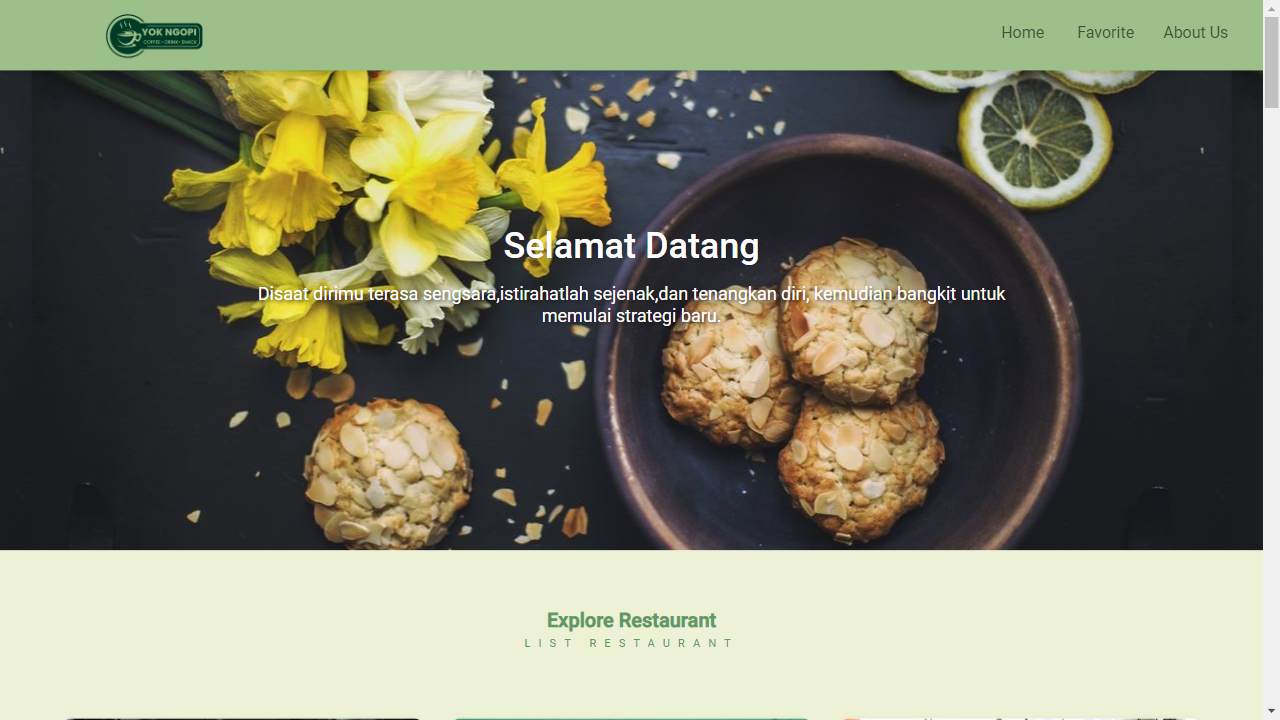 YOK NGOPI
COFFEE • DRINK • SNACK
Home
Favorite
About Us
Selamat Datang
Disaat dirimu terasa sengsara,istirahatlah sejenak,dan tenangkan diri, kemudian bangkit untuk
memulai strategi baru.
Explore Restaurant
LIST RESTAURANT